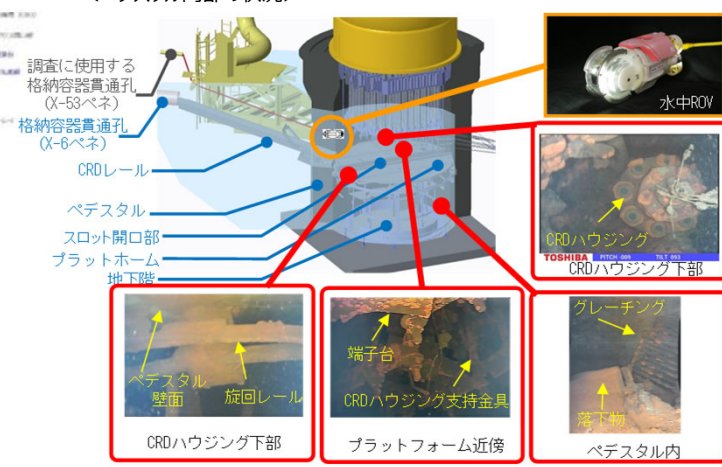 調査に使用する
格納容器貫通孔
(X-53ペネ)
格納容器貫通孔
(X-6ペネ)
CRDレール
ペデスタル
スロット開口部
プラットホーム
地下階
水中ROV
CRDハウジング
TOSHIBA PITCH -009 TILT 093
CRDハウジング下部
ペデスタル
壁面
旋回レール
CRDハウジング下部
端子台
CRDハウジング支持金具
プラットフォーム近傍
グレーチング
落下物
ペデスタル内